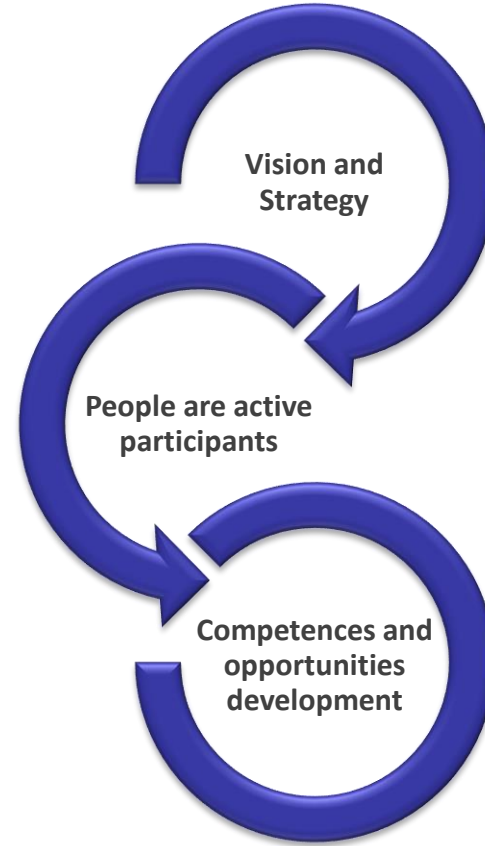 Vision and
Strategy
People are active
participants
Competences and
opportunities
development